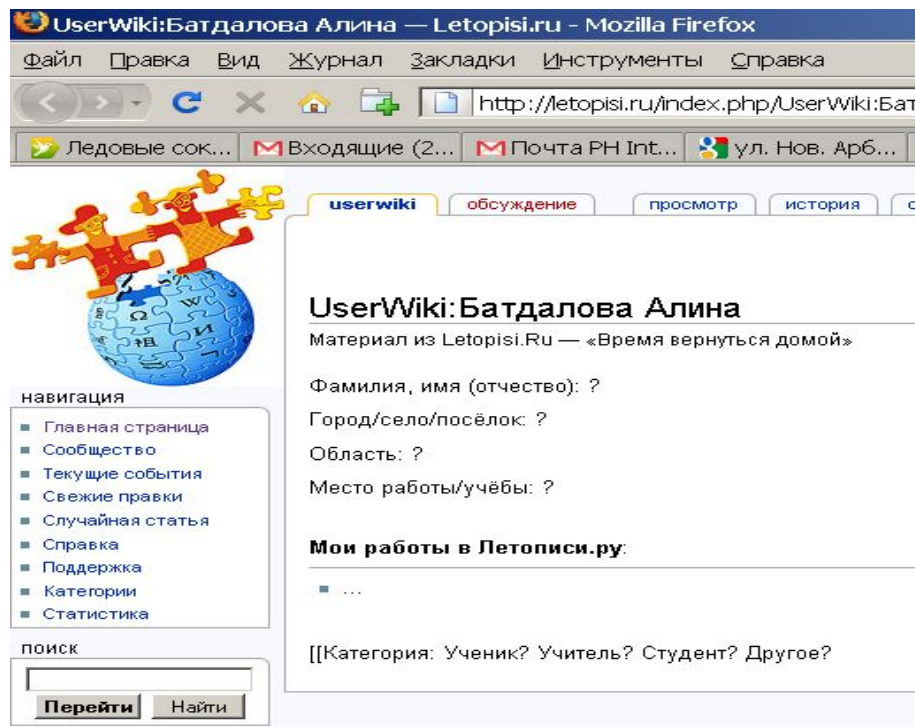 UserWiki:Батдалова Алина — Letopisi.ru - Mozilla Firefox
Файл Правка Вид Журнал Закладки Инструменты Справка
http://letopisi.ru/index.php/UserWiki:Бат
Ледовые сок... Входящие (2... Почта РН Int... ул. Нов. Арб...
userwiki обсуждение просмотр история
UserWiki:Батдалова Алина
Материал из Letopisi.Ru — «Время вернуться домой»
Фамилия, имя (отчество): ?
Город/село/посёлок: ?
Область: ?
Место работы/учёбы: ?
Мои работы в Летописи.ру:
...
[[Категория: Ученик? Учитель? Студент? Другое?
навигация
Главная страница
Сообщество
Текущие события
Свежие правки
Случайная статья
Справка
Поддержка
Категории
Статистика
поиск
Перейти Найти